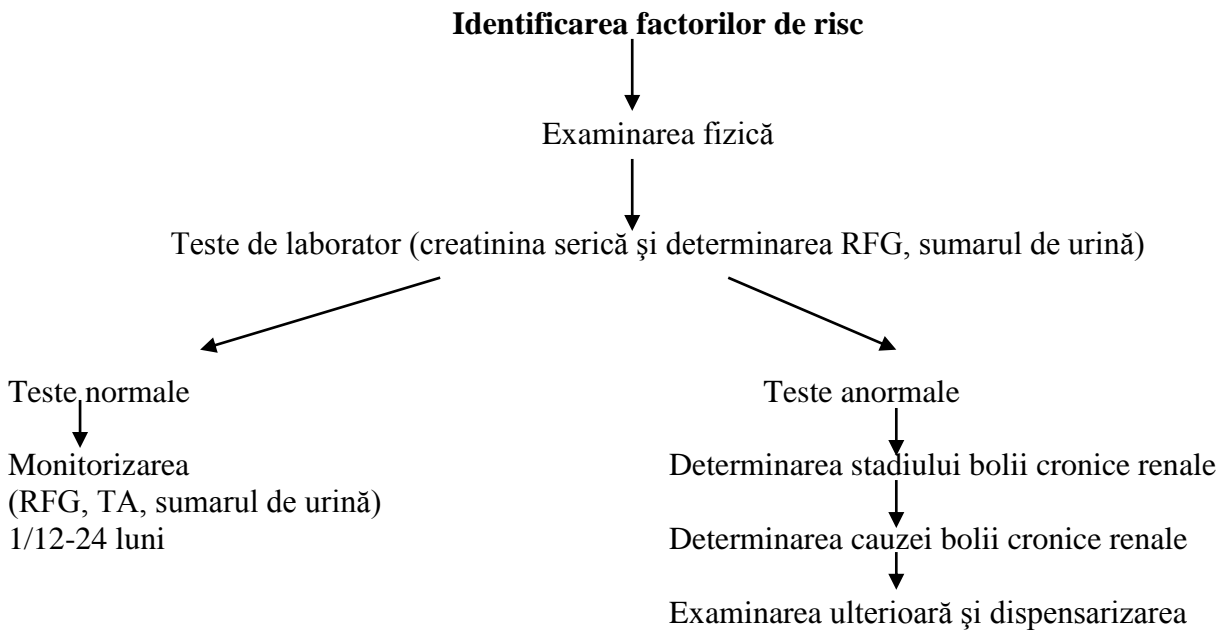 Identificarea factorilor de risc
Examinarea fizică
Teste de laborator (creatinina serică şi determinarea RFG, sumarul de urină)
Teste normale
Monitorizarea
(RFG, TA, sumarul de urină)
1/12-24 luni
Teste anormale
Determinarea stadiului bolii cronice renale
Determinarea cauzei bolii cronice renale
Examinarea ulterioară şi dispensarizarea